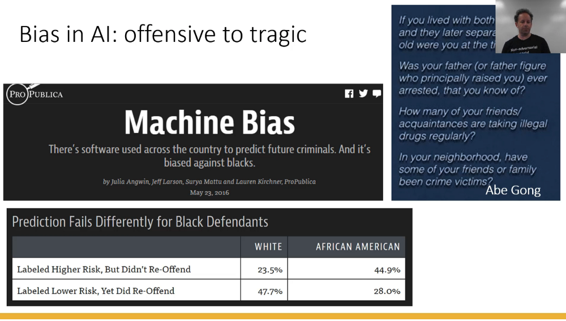 Bias in AI: offensive to tragic
PROPUBLICA
Machine Bias
There's software used across the country to predict future criminals. And it's
biased against blacks.
by Julia Angwin, Jeff Larson, Surya Mattu and Lauren Kirchner, ProPublica
May 23, 2016
If you lived with both
and they later separa
old were you at the ti
Was your father (or father figure
who principally raised you) ever
arrested, that you know of?
How many of your friends/
acquaintances are taking illegal
drugs regularly?
In your neighborhood, have
some of your friends or family
been crime victims?
Abe Gong
Prediction Fails Differently for Black Defendants
WHITE AFRICAN AMERICAN
Labeled Higher Risk, But Didn't Re-Offend 23.5% 44.9%
Labeled Lower Risk, Yet Did Re-Offend 47.7% 28.0%